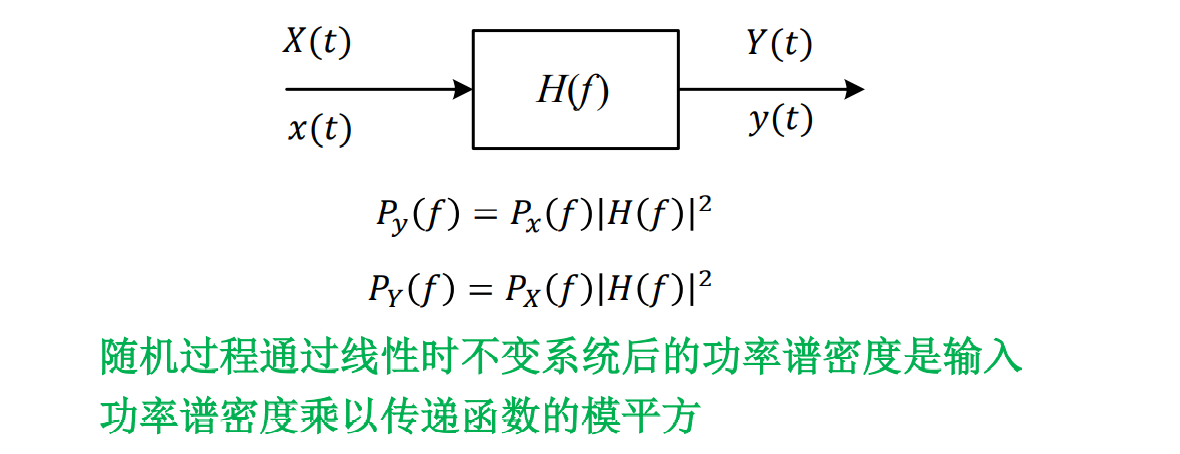 X(t)
Y(t)
H(f)
x(t)
y(t)
P_y(f) = P_x(f)|H(f)|²
P_Y(f) = P_X(f)|H(f)|²
随机过程通过线性时不变系统后的功率谱密度是输入
功率谱密度乘以传递函数的模平方